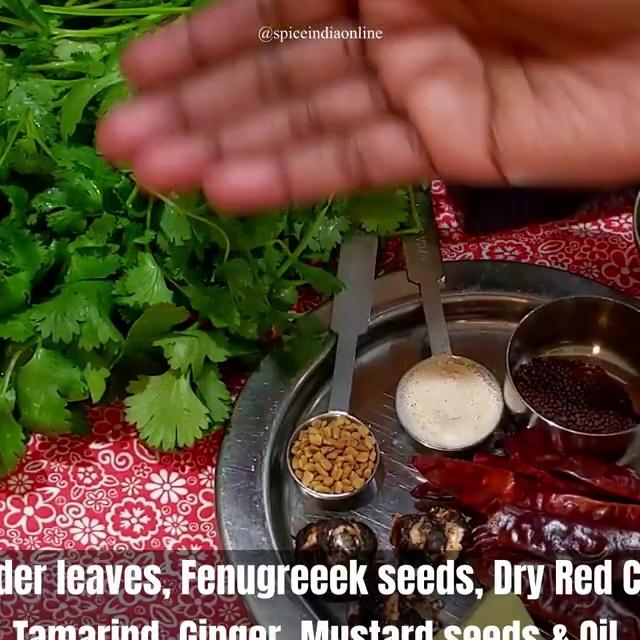 @spiceindiaonline
der leaves, Fenugreeek seeds, Dry Red C
Tamarind, Ginger, Mustard seeds & Oil